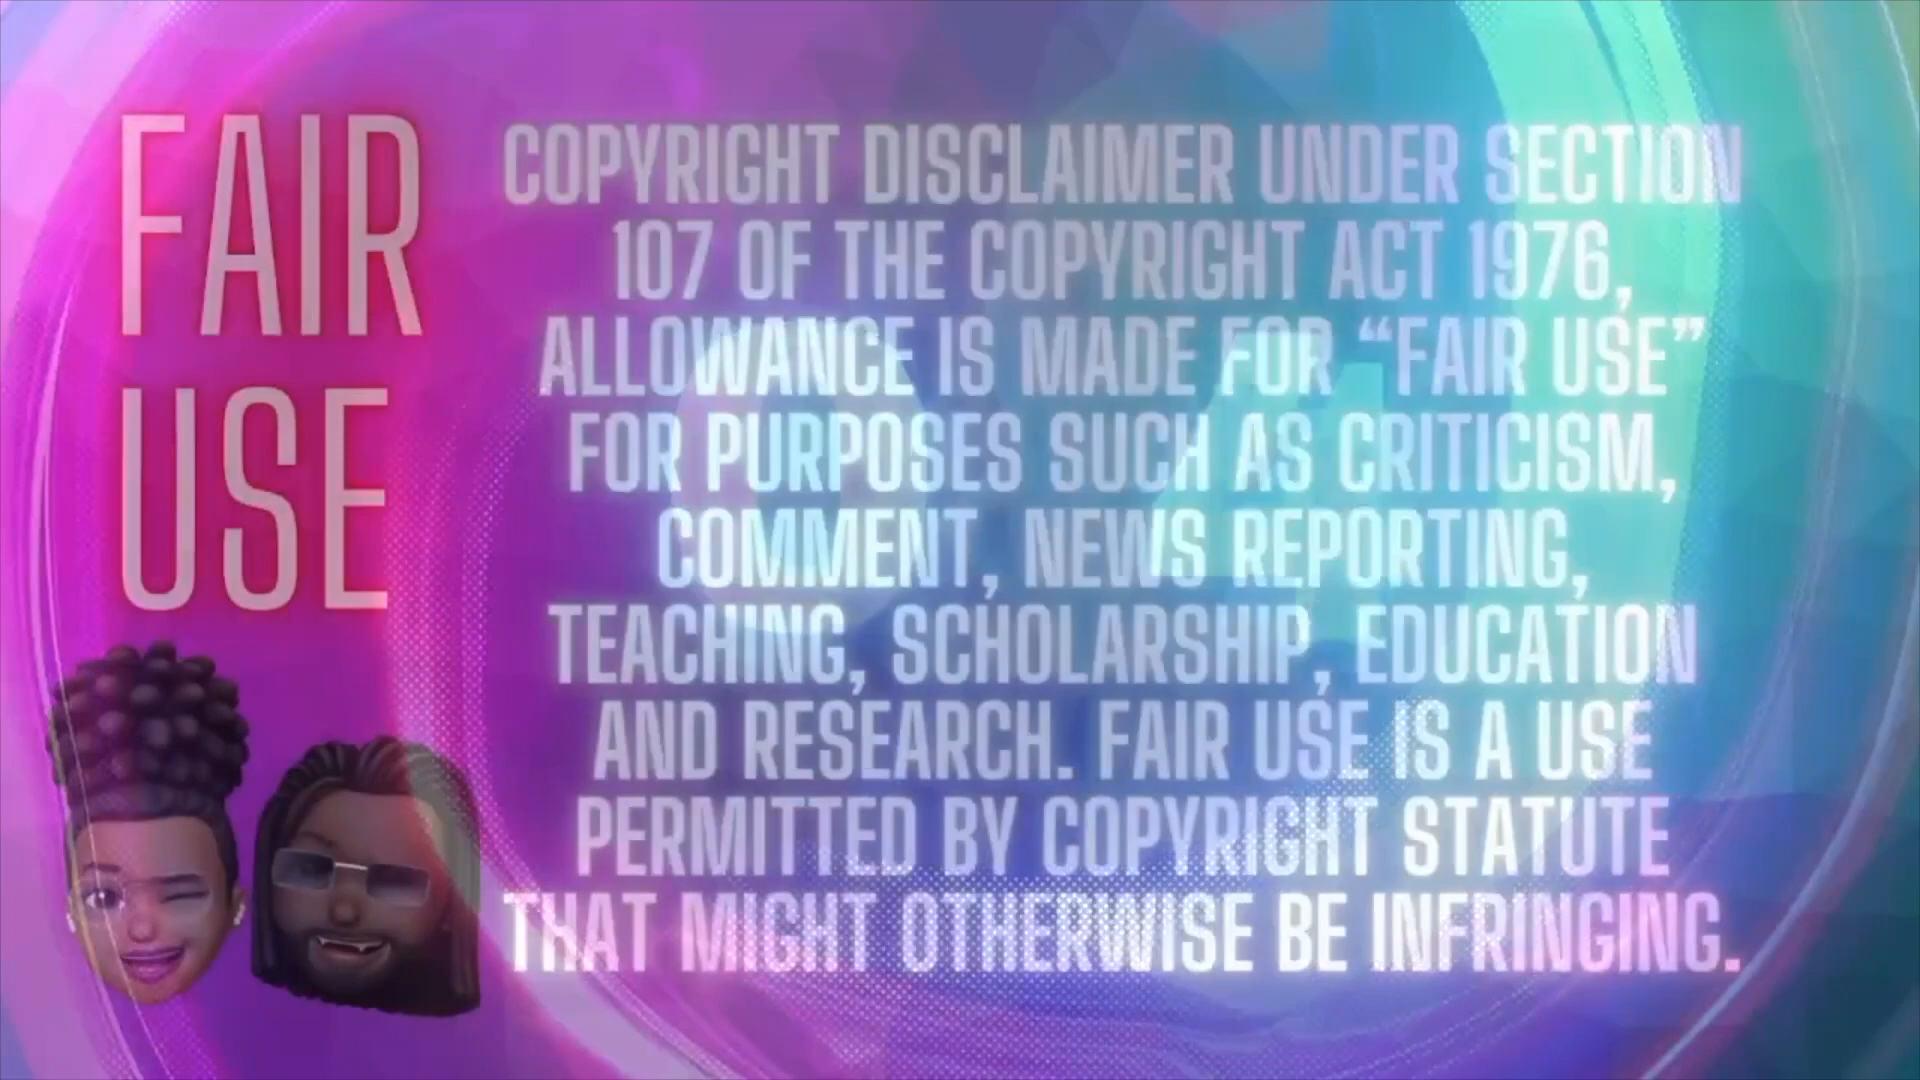 FAIR
USE
COPYRIGHT DISCLAIMER UNDER SECTION
107 OF THE COPYRIGHT ACT 1976,
ALLOWANCE IS MADE FOR “FAIR USE”
FOR PURPOSES SUCH AS CRITICISM,
COMMENT, NEWS REPORTING,
TEACHING, SCHOLARSHIP, EDUCATION
AND RESEARCH. FAIR USE IS A USE
PERMITTED BY COPYRIGHT STATUTE
THAT MIGHT OTHERWISE BE INFRINGING.